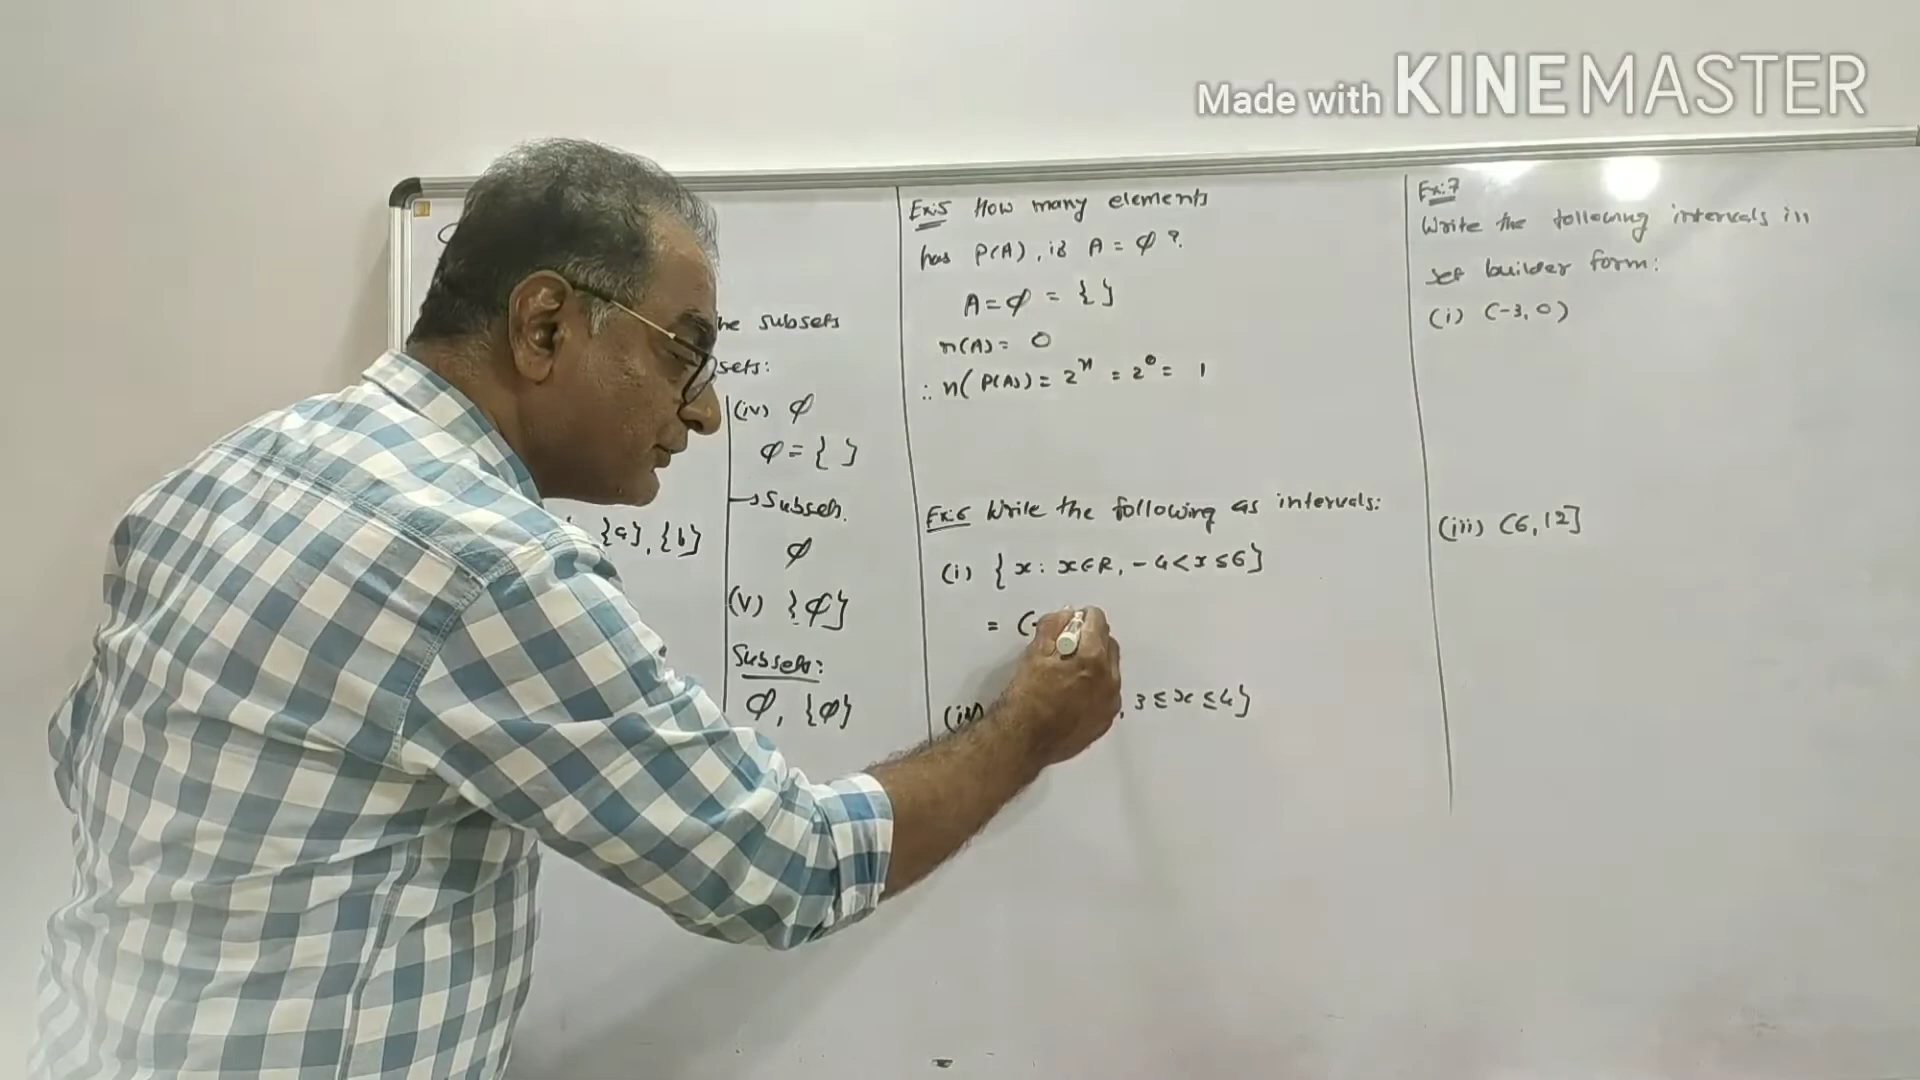 Made with KINEMASTER
he subsets
sets:
(iv) φ
φ = { }
→ Subsets.
φ
{a}, {b}
(v) {φ}
Subsets:
φ, {φ}
Ex:5 How many elements
has P(A), if A = φ?
A = φ = { }
n(A) = 0
∴ n(P(A)) = 2ⁿ = 2⁰ = 1
Ex:6 Write the following as intervals:
(i) {x : x ∈ R, -4 < x ≤ 6}
= (-
, 3 ≤ x ≤ 4}
Ex:7
Write the following intervals in
set builder form:
(i) (-3, 0)
(iii) (6, 12]